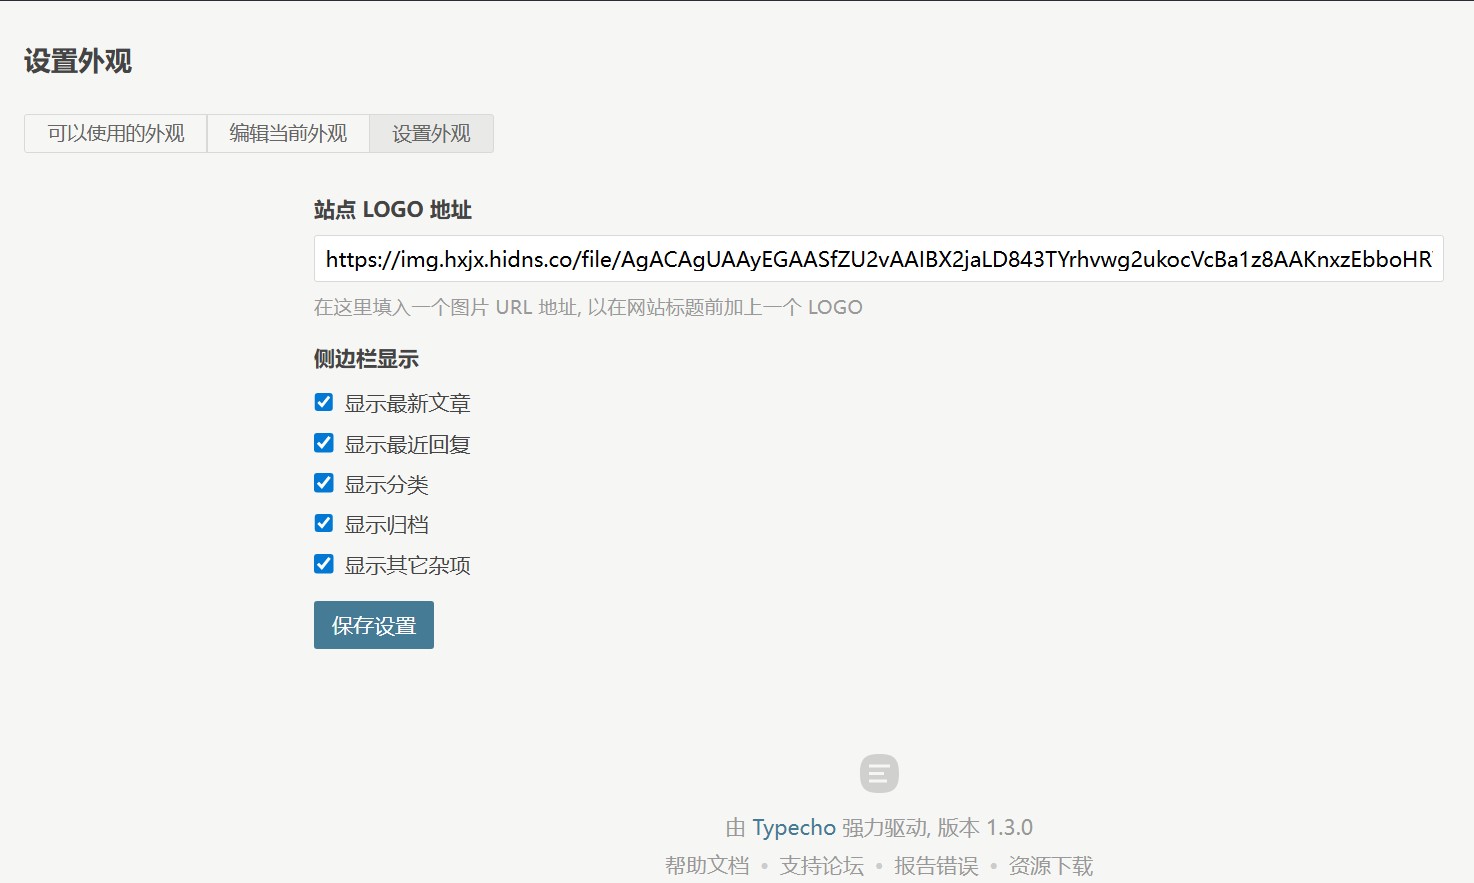 设置外观
可以使用的外观 编辑当前外观 设置外观
站点 LOGO 地址
https://img.hxjx.hidns.co/file/AgACAgUAAyEGAASfZU2vAAIBX2jaLD843TYrhvwg2ukocVcBa1z8AAKnxzEbboHR
在这里填入一个图片 URL 地址, 以在网站标题前加上一个 LOGO
侧边栏显示
显示最新文章
显示最近回复
显示分类
显示归档
显示其它杂项
保存设置
由 Typecho 强力驱动, 版本 1.3.0
帮助文档 • 支持论坛 • 报告错误 • 资源下载